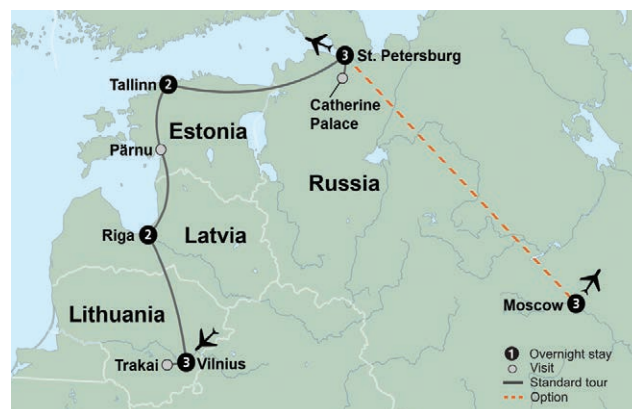 3 St. Petersburg
Tallinn 2
Catherine
Palace
Estonia
Pärnu
Russia
Riga 2
Latvia
Moscow 3
Lithuania
Trakai
3 Vilnius
1 Overnight stay
Visit
Standard tour
Option